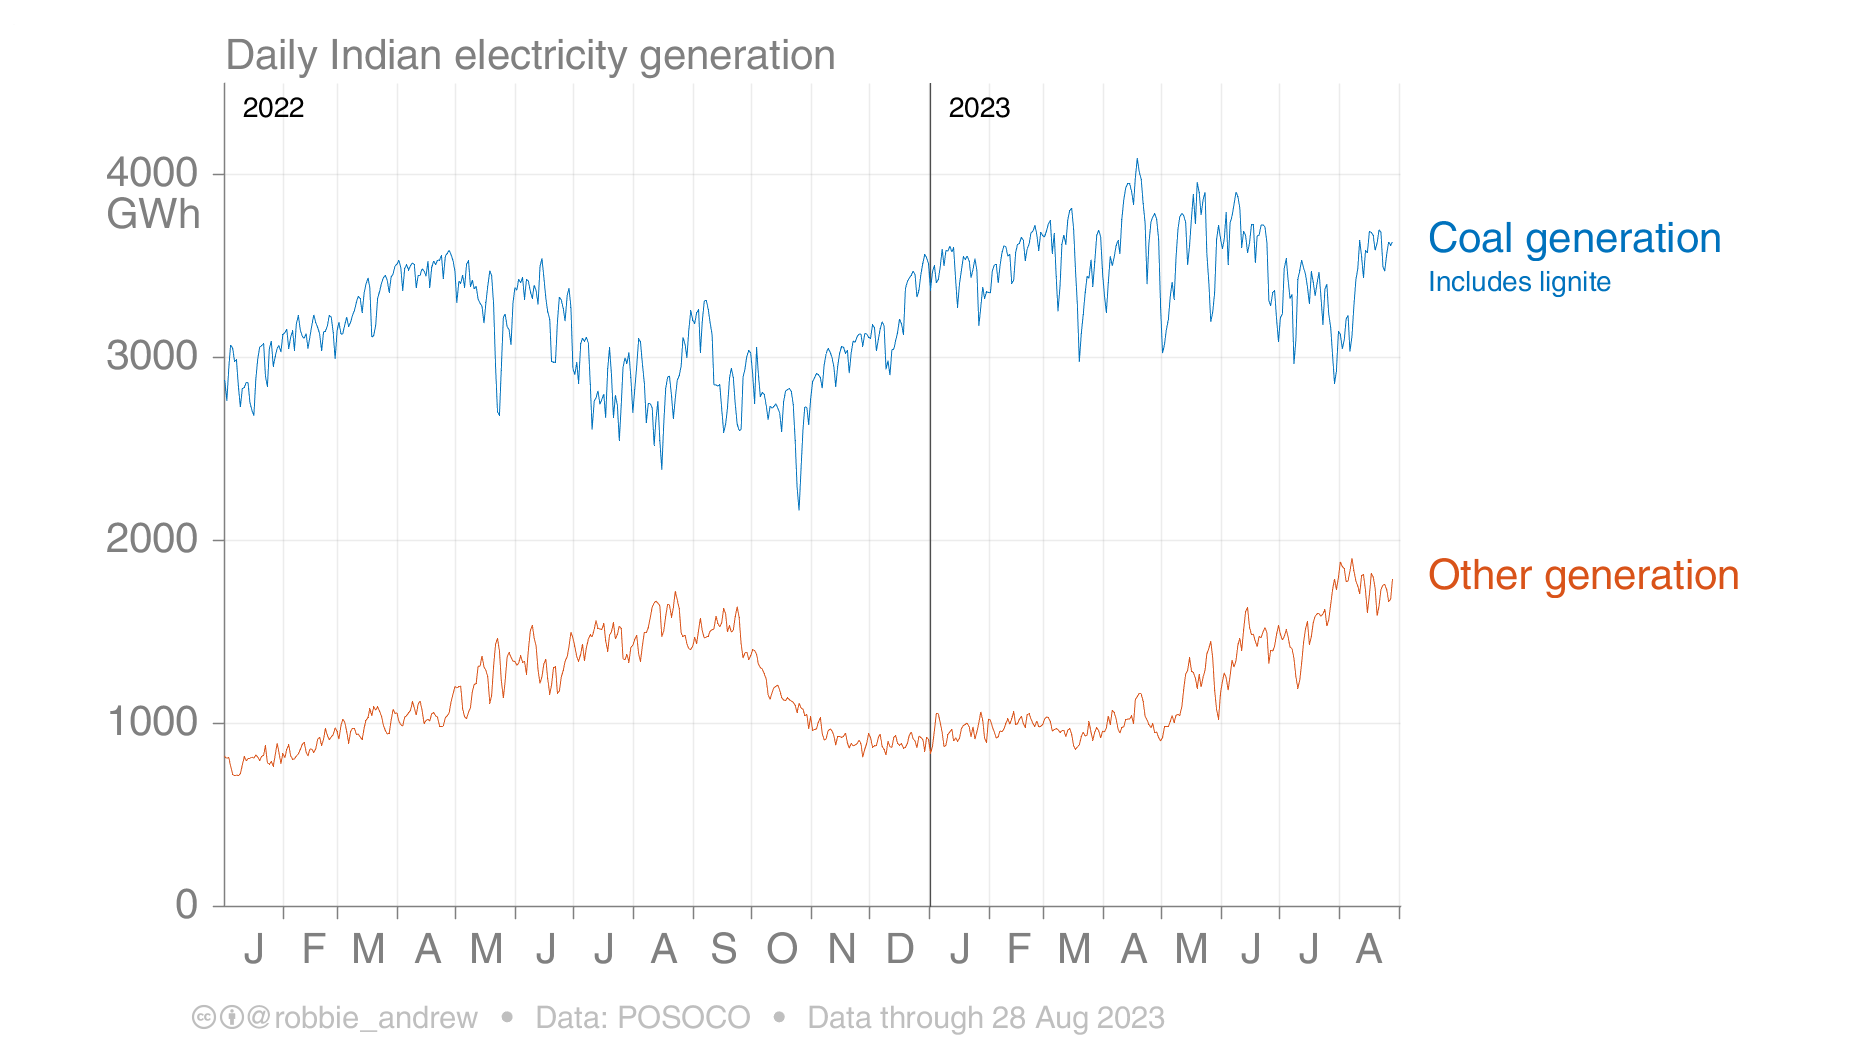 Daily Indian electricity generation
2022
2023
4000
GWh
3000
2000
1000
0
Coal generation
Includes lignite
Other generation
J F M A M J J A S O N D J F M A M J J A
cc @robbie_andrew • Data: POSOCO • Data through 28 Aug 2023